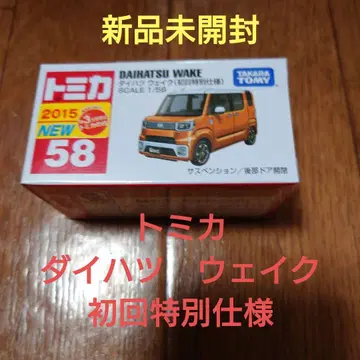 新品未開封
トミカ
2015
NEW
58
DAIHATSU WAKE
ダイハツ ウェイク(初回特別仕様)
SCALE 1/58
TAKARA TOMY
サスペンション/後部ドア開閉
トミカ
ダイハツ ウェイク
初回特別仕様